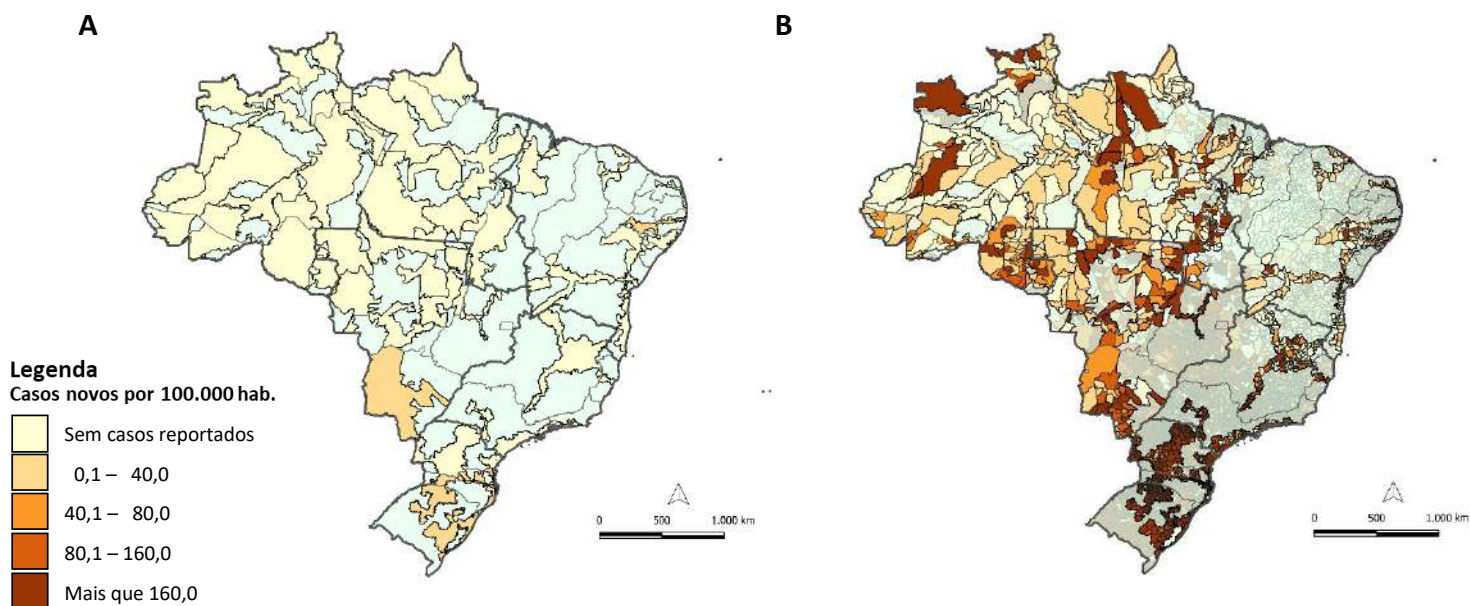 A
B
Legenda
Casos novos por 100.000 hab.
Sem casos reportados
0,1 – 40,0
40,1 – 80,0
80,1 – 160,0
Mais que 160,0
0 500 1.000 km
0 500 1.000 km